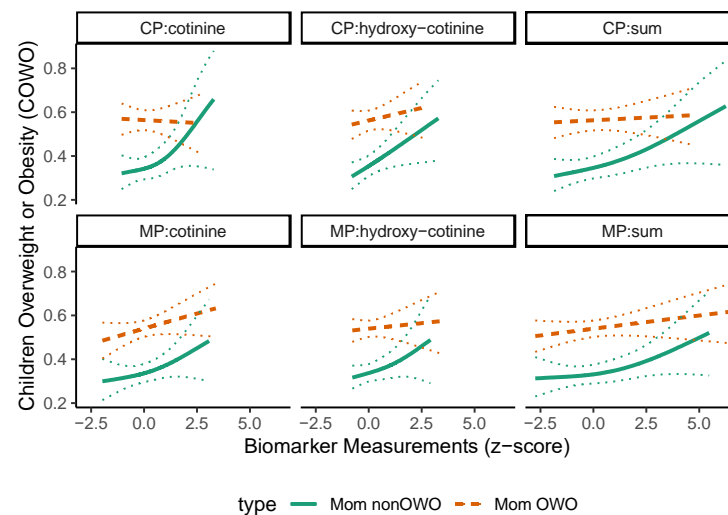 CP:cotinine CP:hydroxy−cotinine CP:sum
0.8
0.6
0.4
0.2
MP:cotinine MP:hydroxy−cotinine MP:sum
0.8
0.6
0.4
0.2
−2.5 0.0 2.5 5.0 −2.5 0.0 2.5 5.0 −2.5 0.0 2.5 5.0
Children Overweight or Obesity (COWO)
Biomarker Measurements (z−score)
type Mom nonOWO Mom OWO